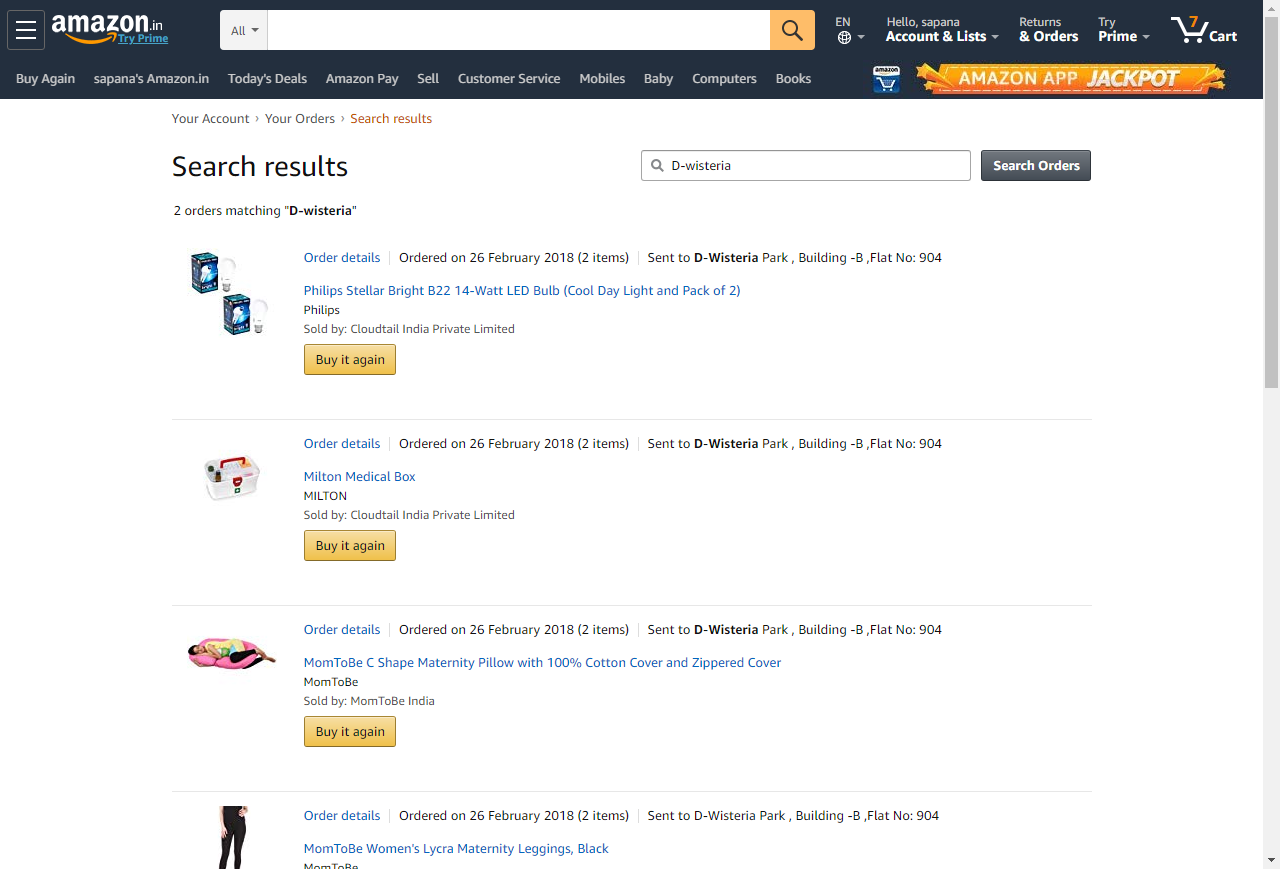 amazon.in
Try Prime
All
EN
Hello, sapana
Account & Lists
Returns
& Orders
Try
Prime
7
Cart
Buy Again
sapana's Amazon.in
Today's Deals
Amazon Pay
Sell
Customer Service
Mobiles
Baby
Computers
Books
amazon
AMAZON APP JACKPOT
Your Account › Your Orders › Search results
Search results
D-wisteria
Search Orders
2 orders matching "D-wisteria"
Order details
Ordered on 26 February 2018 (2 items)
Sent to D-Wisteria Park , Building -B ,Flat No: 904
Philips Stellar Bright B22 14-Watt LED Bulb (Cool Day Light and Pack of 2)
Philips
Sold by: Cloudtail India Private Limited
Buy it again
Order details
Ordered on 26 February 2018 (2 items)
Sent to D-Wisteria Park , Building -B ,Flat No: 904
Milton Medical Box
MILTON
Sold by: Cloudtail India Private Limited
Buy it again
Order details
Ordered on 26 February 2018 (2 items)
Sent to D-Wisteria Park , Building -B ,Flat No: 904
MomToBe C Shape Maternity Pillow with 100% Cotton Cover and Zippered Cover
MomToBe
Sold by: MomToBe India
Buy it again
Order details
Ordered on 26 February 2018 (2 items)
Sent to D-Wisteria Park , Building -B ,Flat No: 904
MomToBe Women's Lycra Maternity Leggings, Black
MomToBe